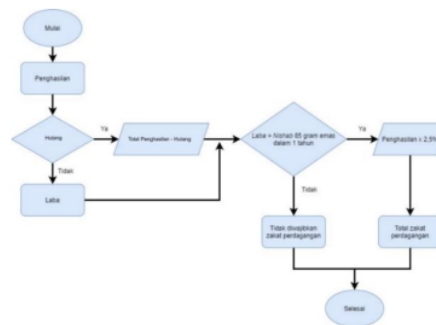 Mulai
Penghasilan
Hutang
Ya
Total Penghasilan - Hutang
Tidak
Laba
Laba = Nishab 85 gram emas
dalam 1 tahun
Ya
Penghasilan x 2,5%
Tidak
Tidak diwajibkan
zakat perdagangan
Total zakat
perdagangan
Selesai